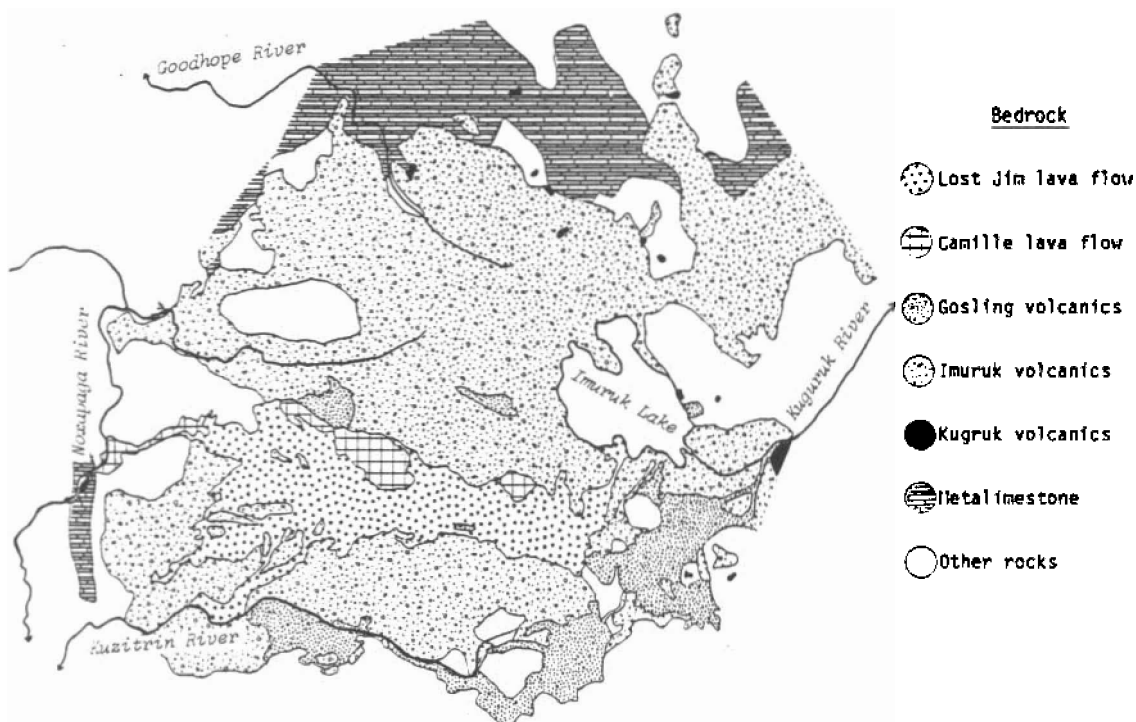 Goodhope River
Noxapaga River
Kuzitrin River
Imuruk Lake
Kuguruk River
Bedrock
Lost Jim lava flow
Camille lava flow
Gosling volcanics
Imuruk volcanics
Kugruk volcanics
Metalimestone
Other rocks